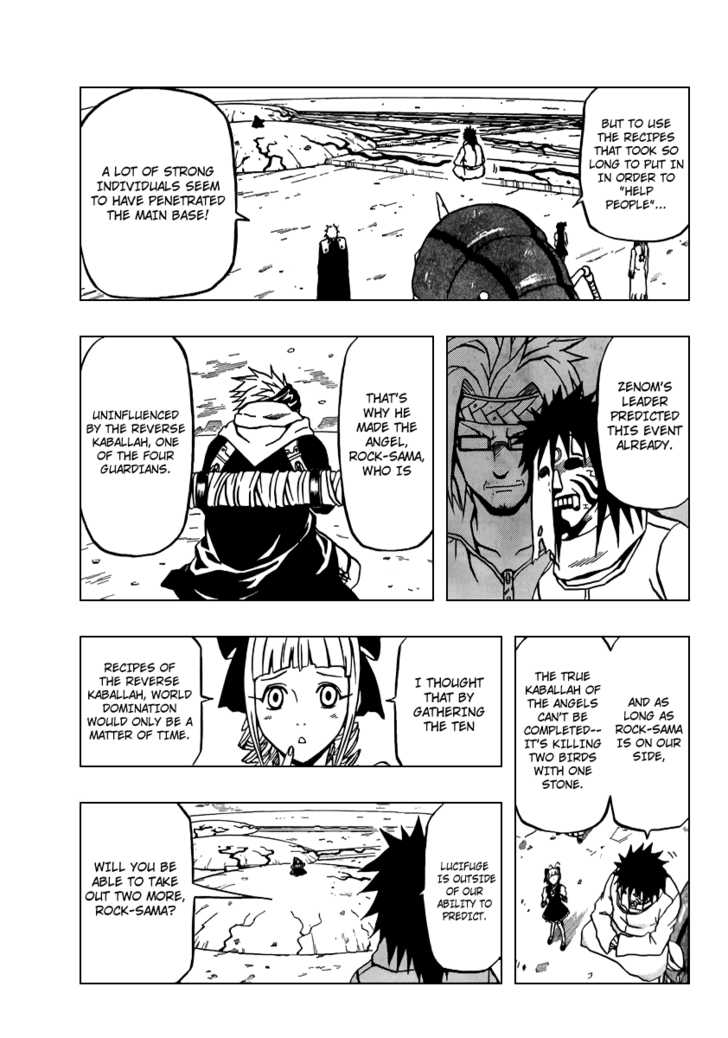 BUT TO USE
THE RECIPES
THAT TOOK SO
LONG TO PUT IN
IN ORDER TO
"HELP
PEOPLE"...
A LOT OF STRONG
INDIVIDUALS SEEM
TO HAVE PENETRATED
THE MAIN BASE!
ZENOM'S
LEADER
PREDICTED
THIS EVENT
ALREADY.
THAT'S
WHY HE
MADE THE
ANGEL,
ROCK-SAMA,
WHO IS
UNINFLUENCED
BY THE REVERSE
KABALLAH, ONE
OF THE FOUR
GUARDIANS.
AND AS
LONG AS
ROCK-SAMA
IS ON OUR
SIDE,
THE TRUE
KABALLAH OF
THE ANGELS
CAN'T BE
COMPLETED--
IT'S KILLING
TWO BIRDS
WITH ONE
STONE.
I THOUGHT
THAT BY
GATHERING
THE TEN
RECIPES OF
THE REVERSE
KABALLAH, WORLD
DOMINATION
WOULD ONLY BE A
MATTER OF TIME.
LUCIFUGE
IS OUTSIDE
OF OUR
ABILITY TO
PREDICT.
WILL YOU BE
ABLE TO TAKE
OUT TWO MORE,
ROCK-SAMA?